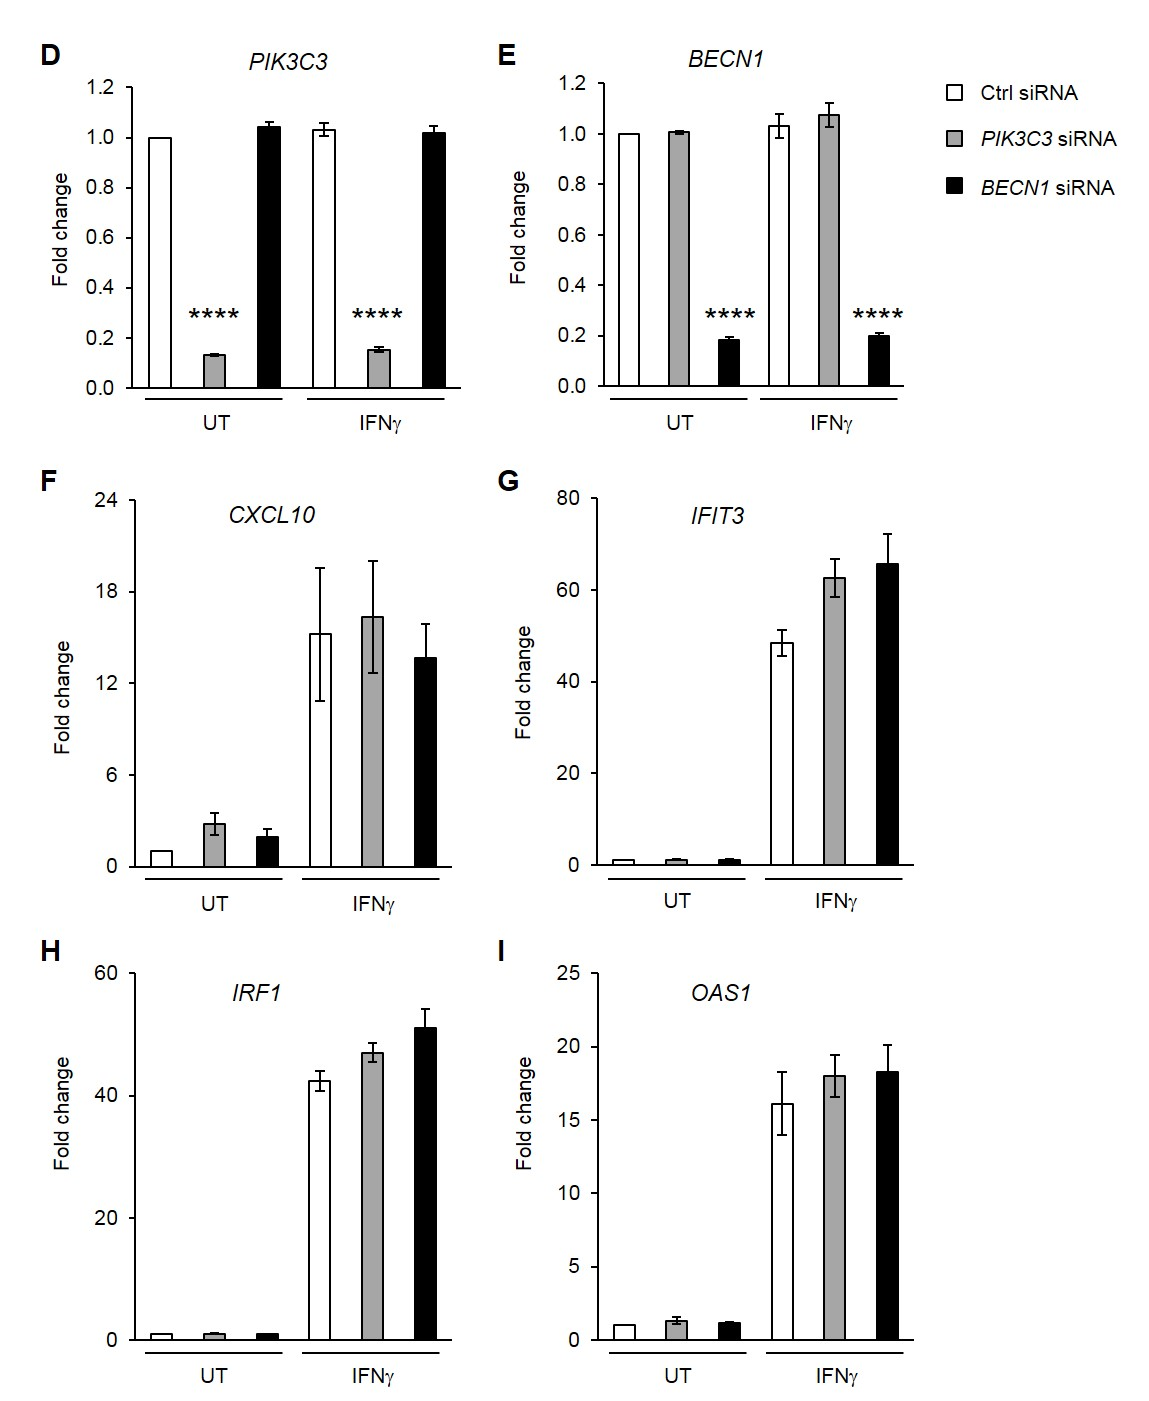 D
PIK3C3
Fold change
1.2
1.0
0.8
0.6
0.4
0.2
0.0
****
****
UT
IFNγ
E
BECN1
Fold change
1.2
1.0
0.8
0.6
0.4
0.2
0.0
****
****
UT
IFNγ
Ctrl siRNA
PIK3C3 siRNA
BECN1 siRNA
F
CXCL10
Fold change
24
18
12
6
0
UT
IFNγ
G
IFIT3
Fold change
80
60
40
20
0
UT
IFNγ
H
IRF1
Fold change
60
40
20
0
UT
IFNγ
I
OAS1
Fold change
25
20
15
10
5
0
UT
IFNγ